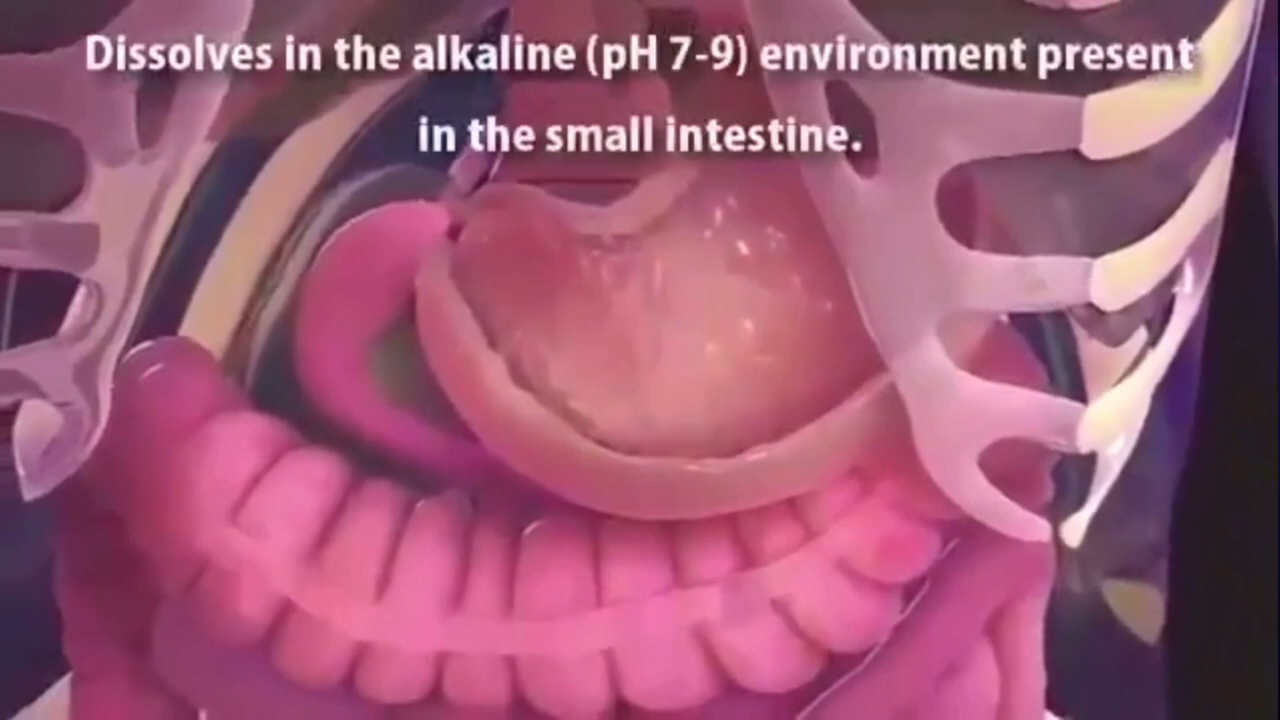 Dissolves in the alkaline (pH 7-9) environment present
in the small intestine.